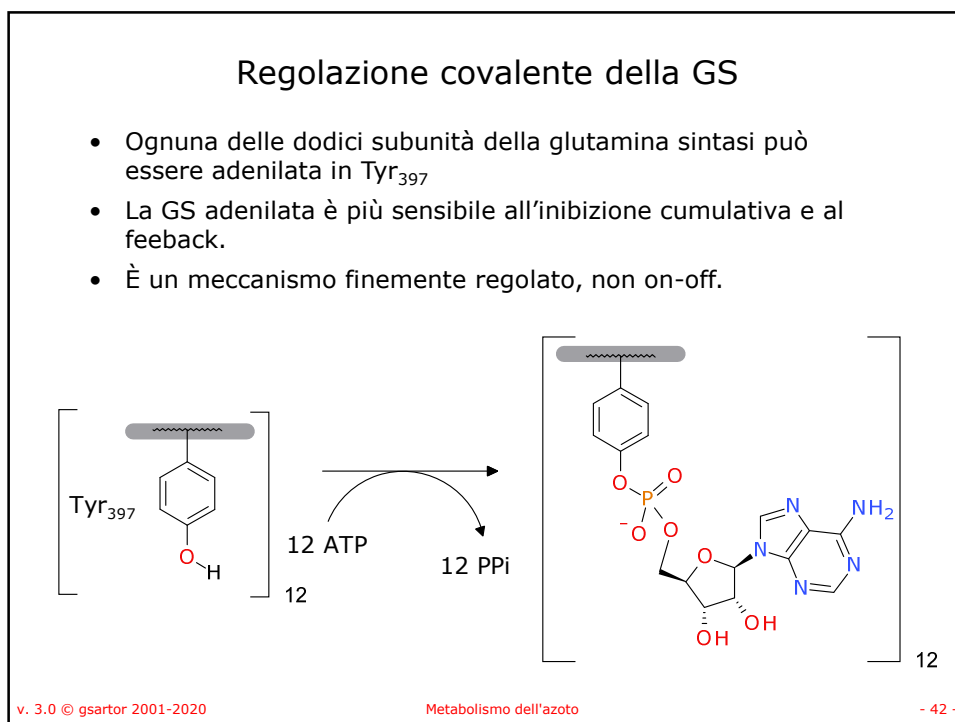 Regolazione covalente della GS
• Ognuna delle dodici subunità della glutamina sintasi può
essere adenilata in Tyr397
• La GS adenilata è più sensibile all'inibizione cumulativa e al
feeback.
• È un meccanismo finemente regolato, non on-off.
Tyr397
O
H
12
12 ATP
12 PPi
O
O
P
-O
O
O
OH
OH
N
N
N
N
NH2
12
v. 3.0 © gsartor 2001-2020
Metabolismo dell'azoto
- 42 -